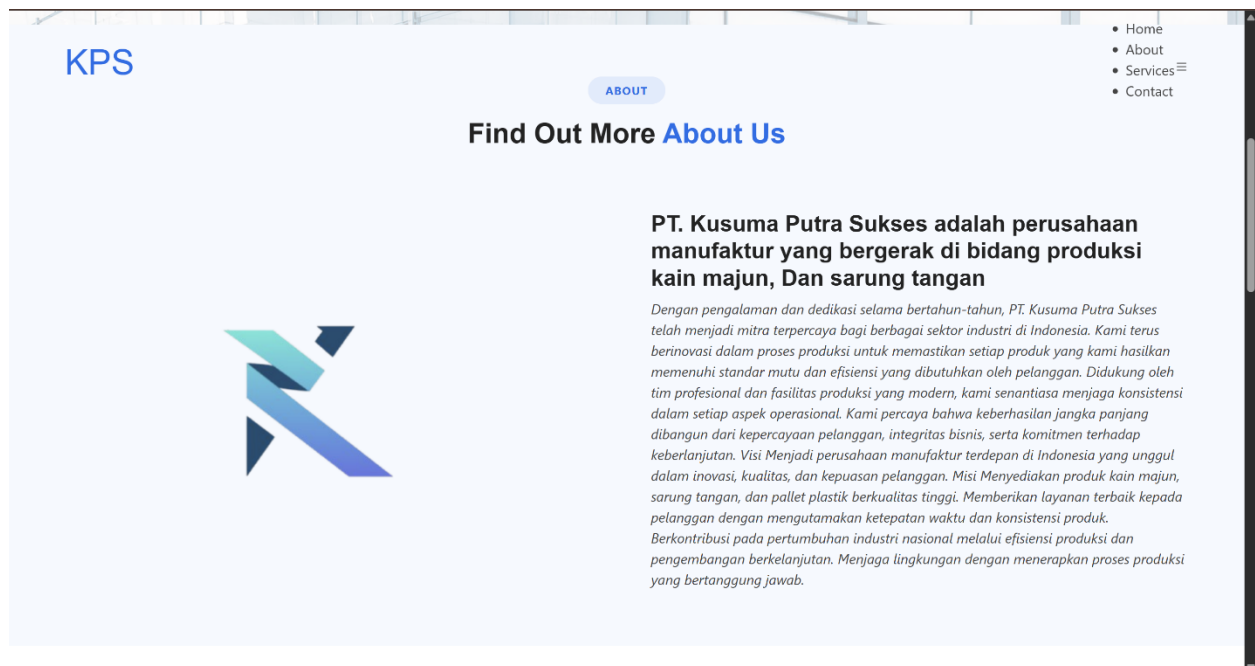 KPS
Home
About
Services
Contact
ABOUT
Find Out More About Us
PT. Kusuma Putra Sukses adalah perusahaan
manufaktur yang bergerak di bidang produksi
kain majun, Dan sarung tangan
Dengan pengalaman dan dedikasi selama bertahun-tahun, PT. Kusuma Putra Sukses
telah menjadi mitra terpercaya bagi berbagai sektor industri di Indonesia. Kami terus
berinovasi dalam proses produksi untuk memastikan setiap produk yang kami hasilkan
memenuhi standar mutu dan efisiensi yang dibutuhkan oleh pelanggan. Didukung oleh
tim profesional dan fasilitas produksi yang modern, kami senantiasa menjaga konsistensi
dalam setiap aspek operasional. Kami percaya bahwa keberhasilan jangka panjang
dibangun dari kepercayaan pelanggan, integritas bisnis, serta komitmen terhadap
keberlanjutan. Visi Menjadi perusahaan manufaktur terdepan di Indonesia yang unggul
dalam inovasi, kualitas, dan kepuasan pelanggan. Misi Menyediakan produk kain majun,
sarung tangan, dan pallet plastik berkualitas tinggi. Memberikan layanan terbaik kepada
pelanggan dengan mengutamakan ketepatan waktu dan konsistensi produk.
Berkontribusi pada pertumbuhan industri nasional melalui efisiensi produksi dan
pengembangan berkelanjutan. Menjaga lingkungan dengan menerapkan proses produksi
yang bertanggung jawab.